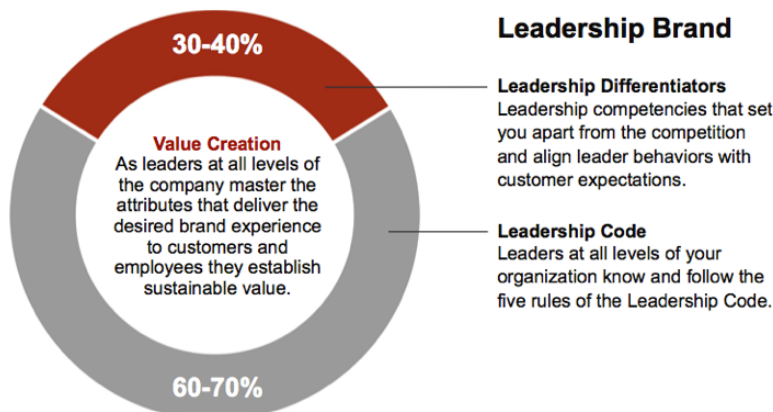 30-40%
Value Creation
As leaders at all levels of
the company master the
attributes that deliver the
desired brand experience
to customers and
employees they establish
sustainable value.
60-70%
Leadership Brand
Leadership Differentiators
Leadership competencies that set
you apart from the competition
and align leader behaviors with
customer expectations.
Leadership Code
Leaders at all levels of your
organization know and follow the
five rules of the Leadership Code.